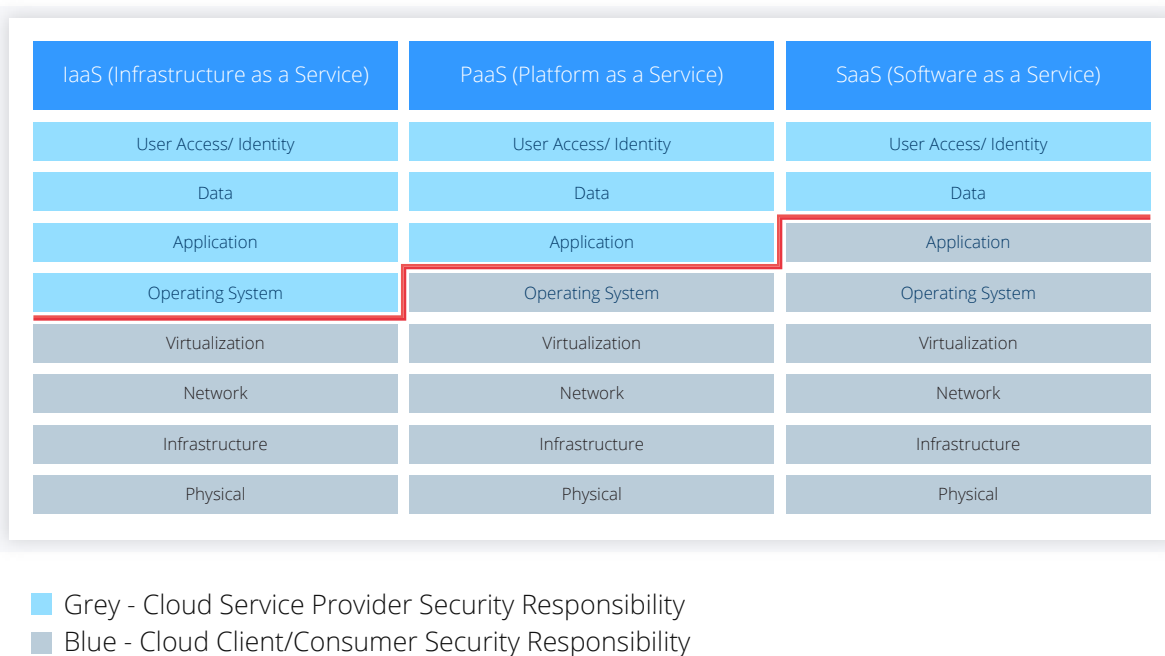 IaaS (Infrastructure as a Service) PaaS (Platform as a Service) SaaS (Software as a Service)
User Access/ Identity User Access/ Identity User Access/ Identity
Data Data Data
Application Application Application
Operating System Operating System Operating System
Virtualization Virtualization Virtualization
Network Network Network
Infrastructure Infrastructure Infrastructure
Physical Physical Physical
Grey - Cloud Service Provider Security Responsibility
Blue - Cloud Client/Consumer Security Responsibility